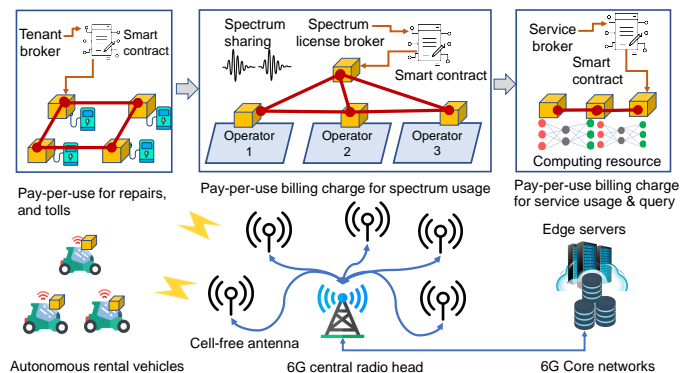 Tenant
broker
Smart
contract
Spectrum
sharing
Spectrum
license broker
Smart contract
Operator
1
Operator
2
Operator
3
Service
broker
Smart
contract
Computing resource
Pay-per-use for repairs,
and tolls
Pay-per-use billing charge for spectrum usage
Pay-per-use billing charge
for service usage & query
Edge servers
Cell-free antenna
Autonomous rental vehicles
6G central radio head
6G Core networks